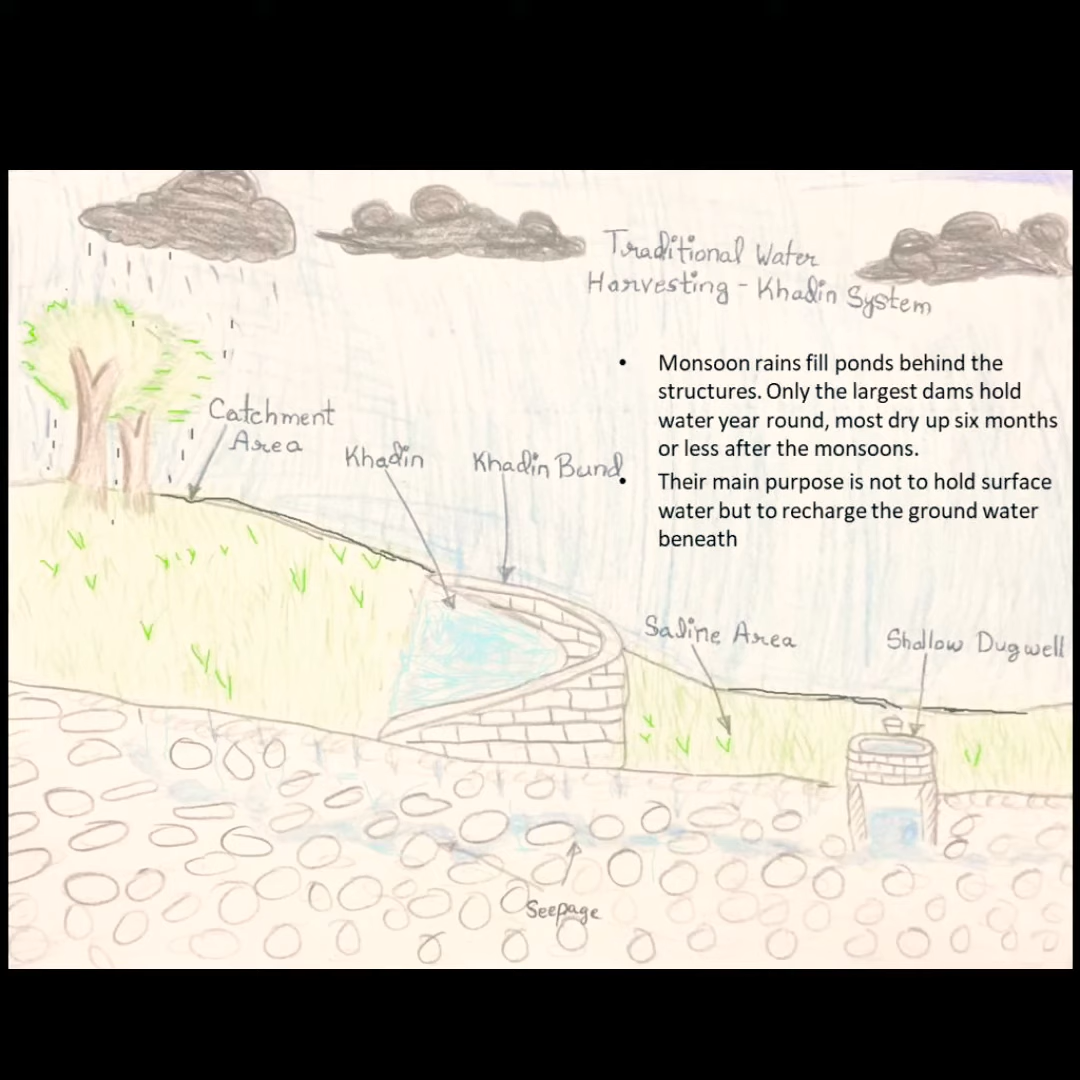 Traditional Water
Harvesting - Khadin System
• Monsoon rains fill ponds behind the
structures. Only the largest dams hold
water year round, most dry up six months
or less after the monsoons.
• Their main purpose is not to hold surface
water but to recharge the ground water
beneath
Catchment
Area
Khadin
Khadin Bund
Saline Area
Shallow Dugwell
Seepage